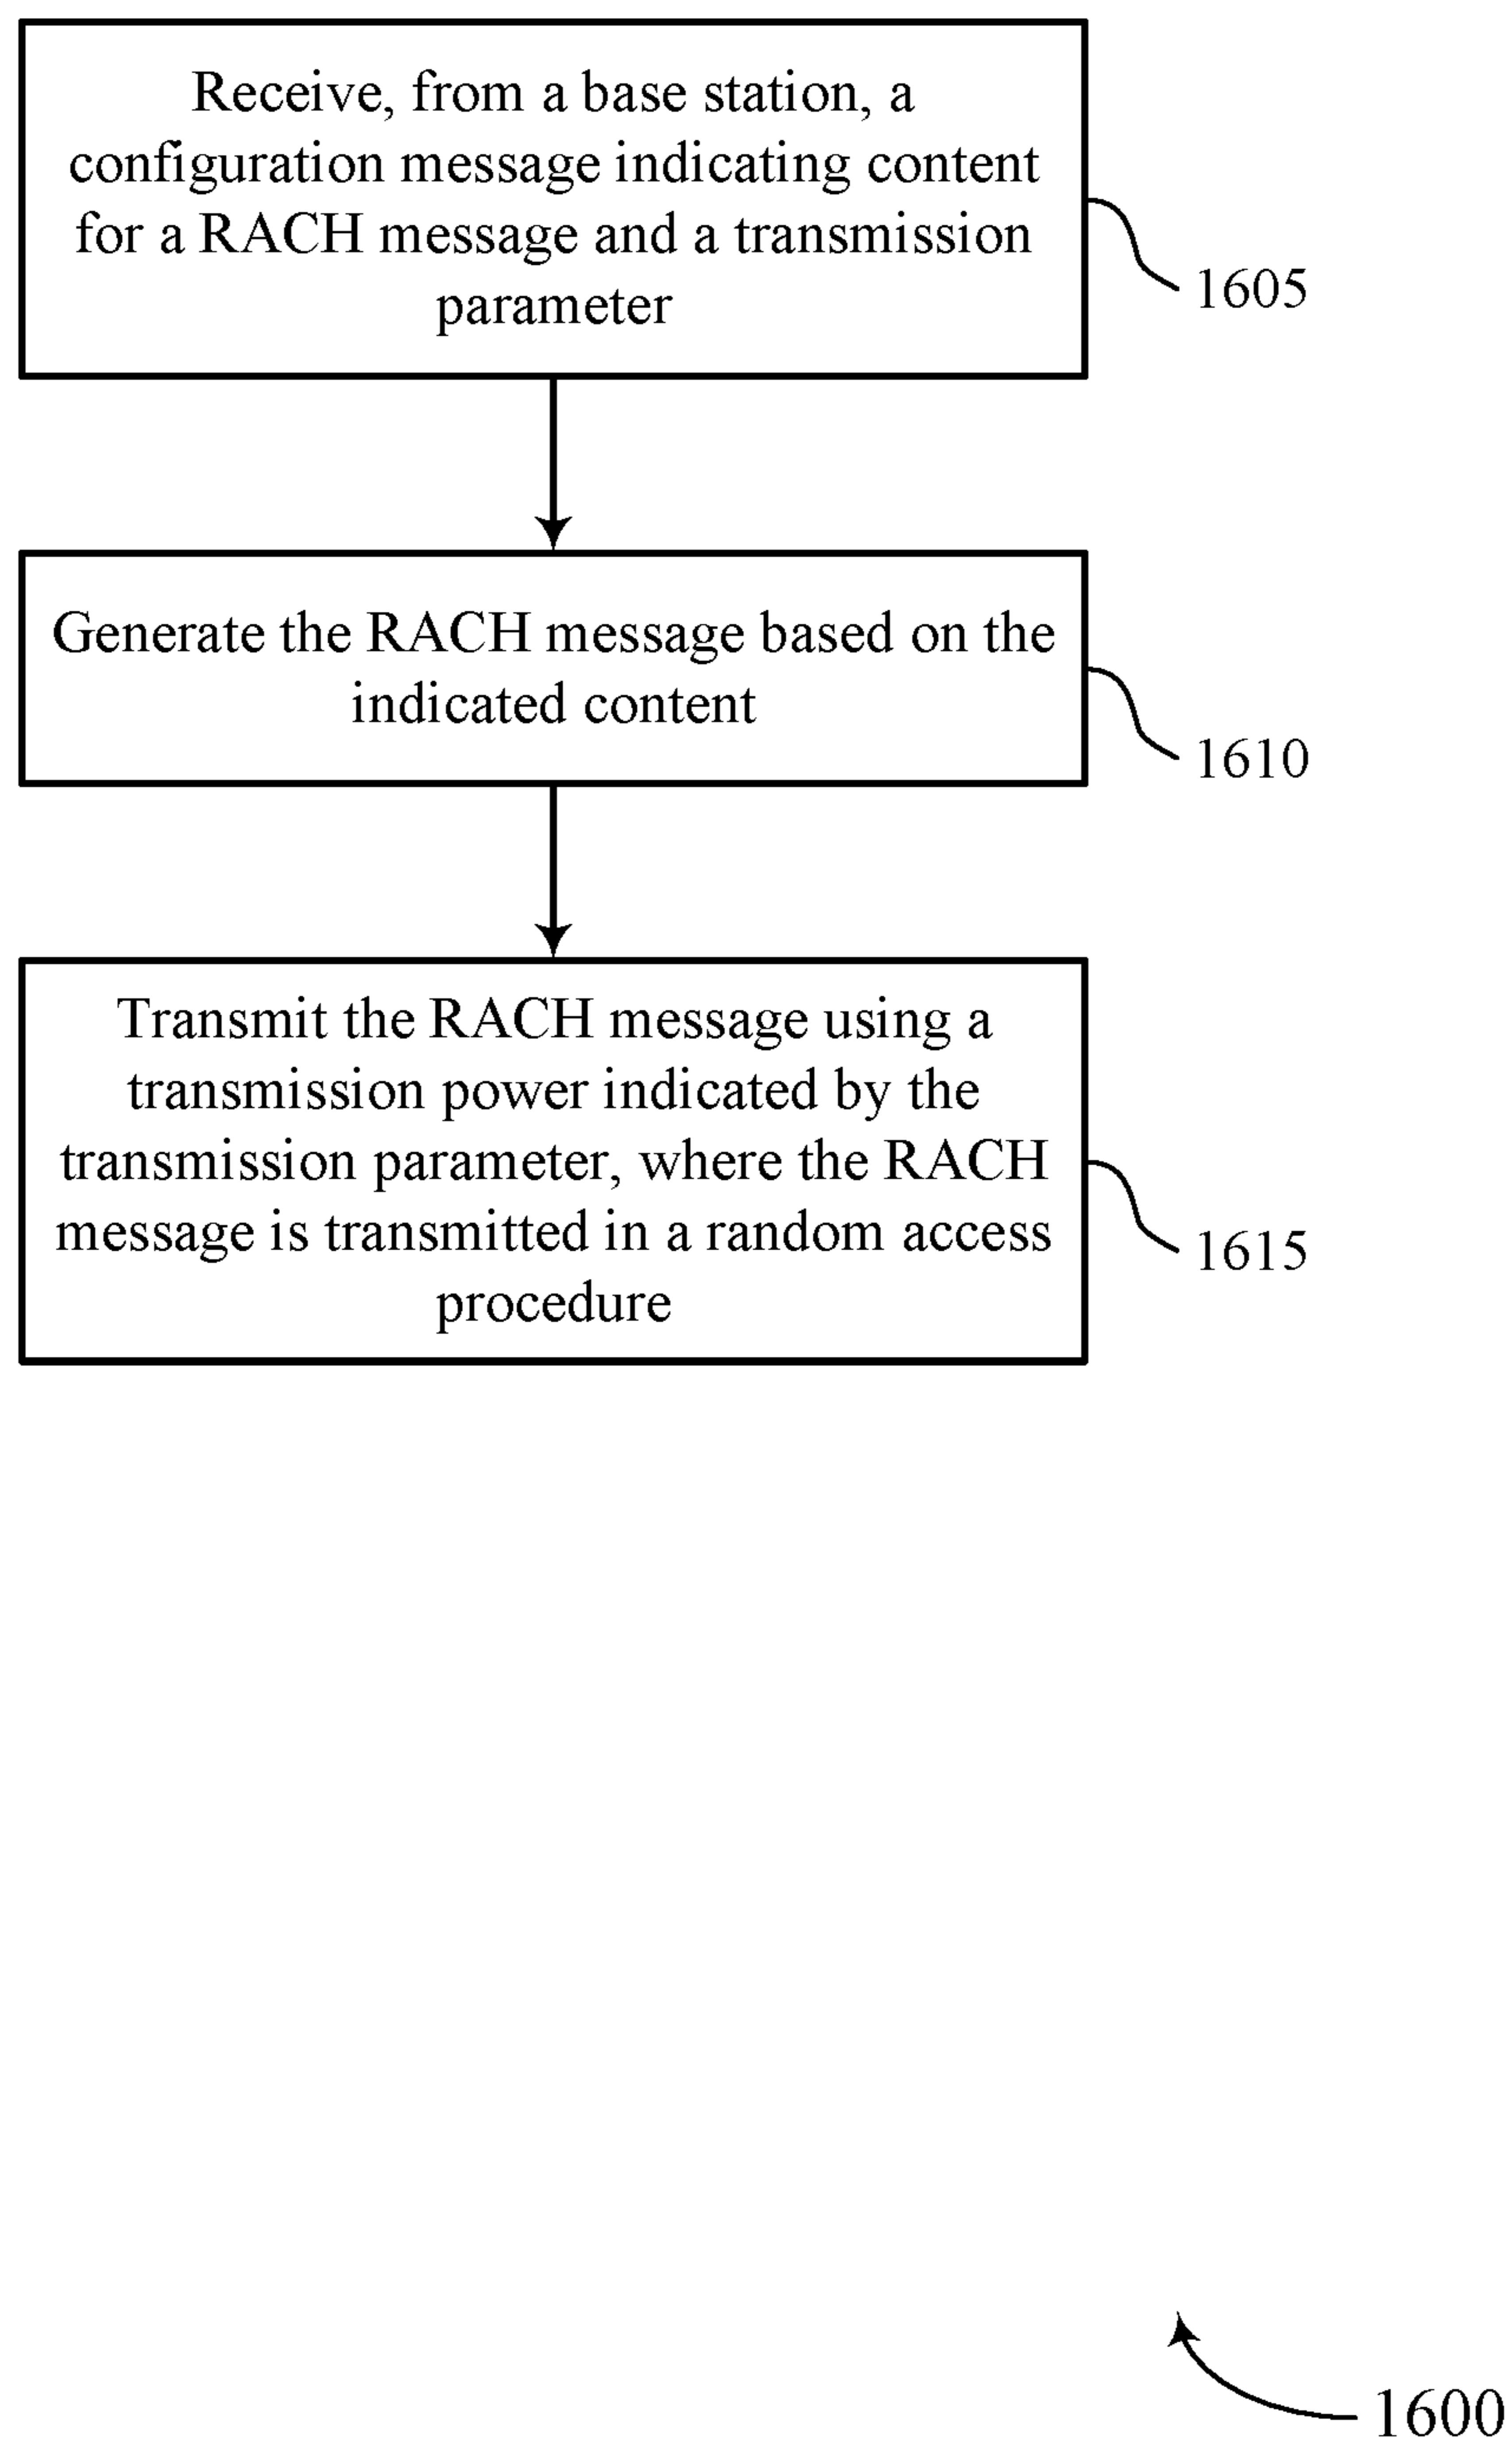 Receive, from a base station, a
configuration message indicating content
for a RACH message and a transmission
parameter
1605
Generate the RACH message based on the
indicated content
1610
Transmit the RACH message using a
transmission power indicated by the
transmission parameter, where the RACH
message is transmitted in a random access
procedure
1615
1600